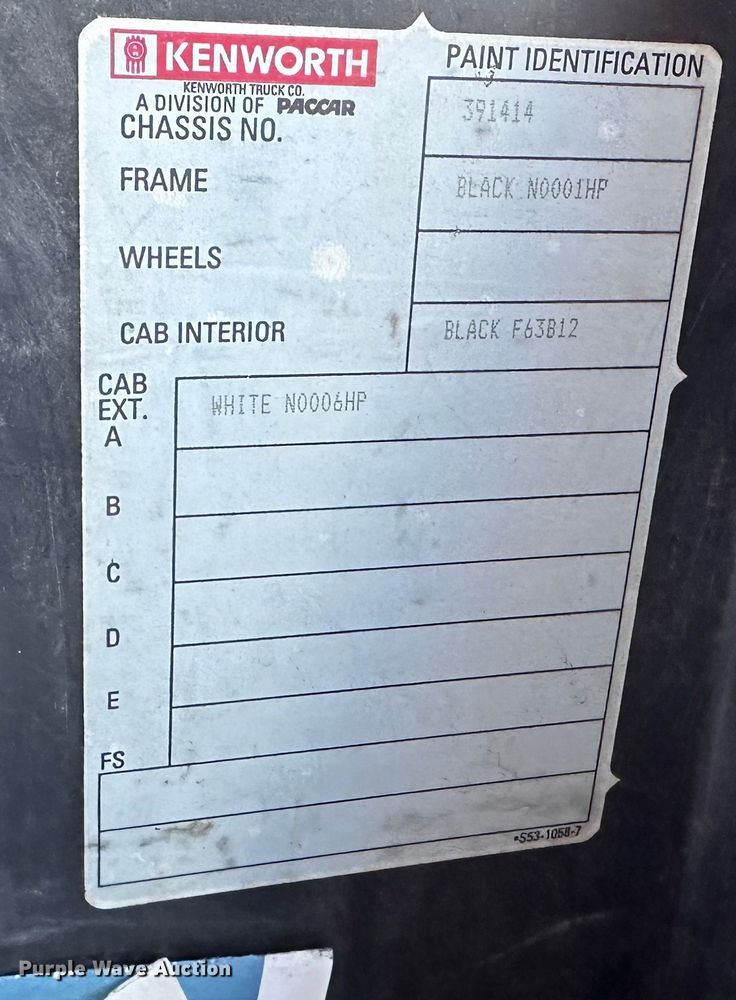 KENWORTH
KENWORTH TRUCK CO.
A DIVISION OF PACCAR
PAINT IDENTIFICATION
CHASSIS NO. 391414
FRAME BLACK N0001HP
WHEELS
CAB INTERIOR BLACK F63B12
CAB
EXT.
A WHITE N0006HP
B
C
D
E
FS
S53-1058-7
Purple Wave Auction